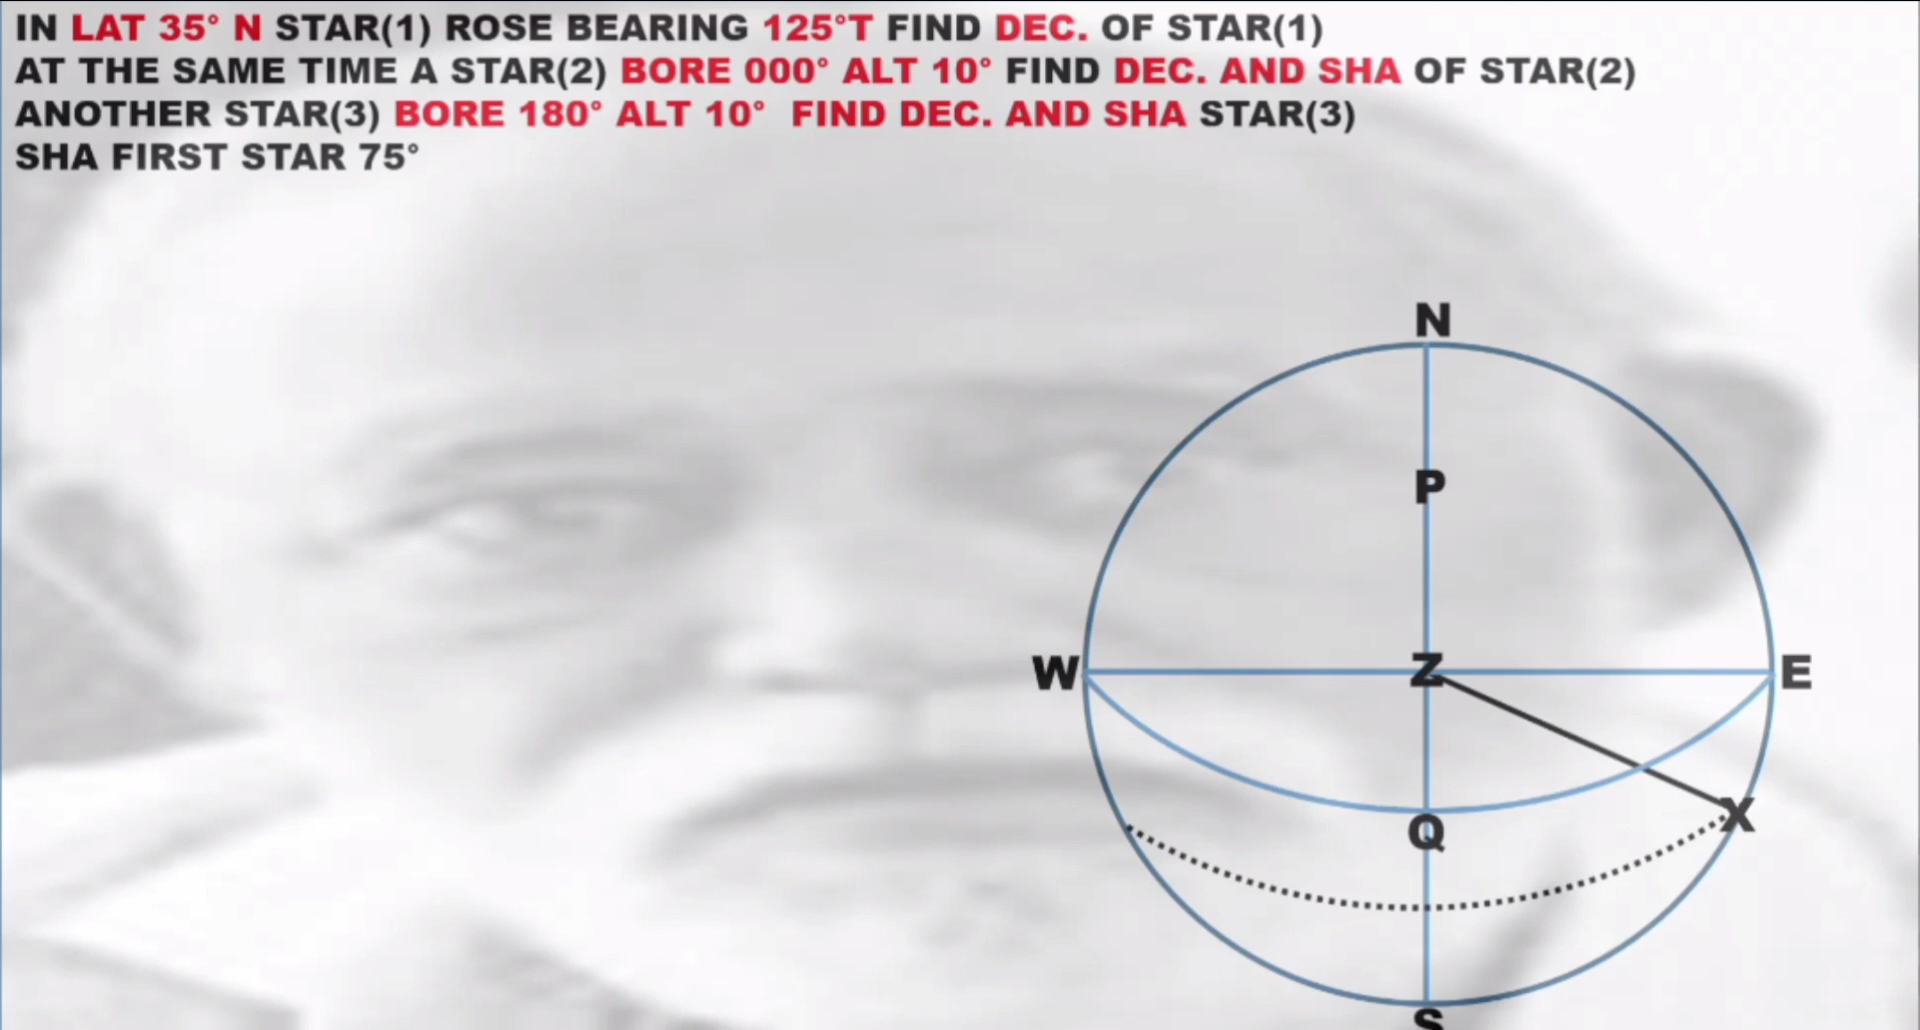 IN LAT 35° N STAR(1) ROSE BEARING 125°T FIND DEC. OF STAR(1)
AT THE SAME TIME A STAR(2) BORE 000° ALT 10° FIND DEC. AND SHA OF STAR(2)
ANOTHER STAR(3) BORE 180° ALT 10° FIND DEC. AND SHA STAR(3)
SHA FIRST STAR 75°
N
P
W
Z
E
X
Q
S